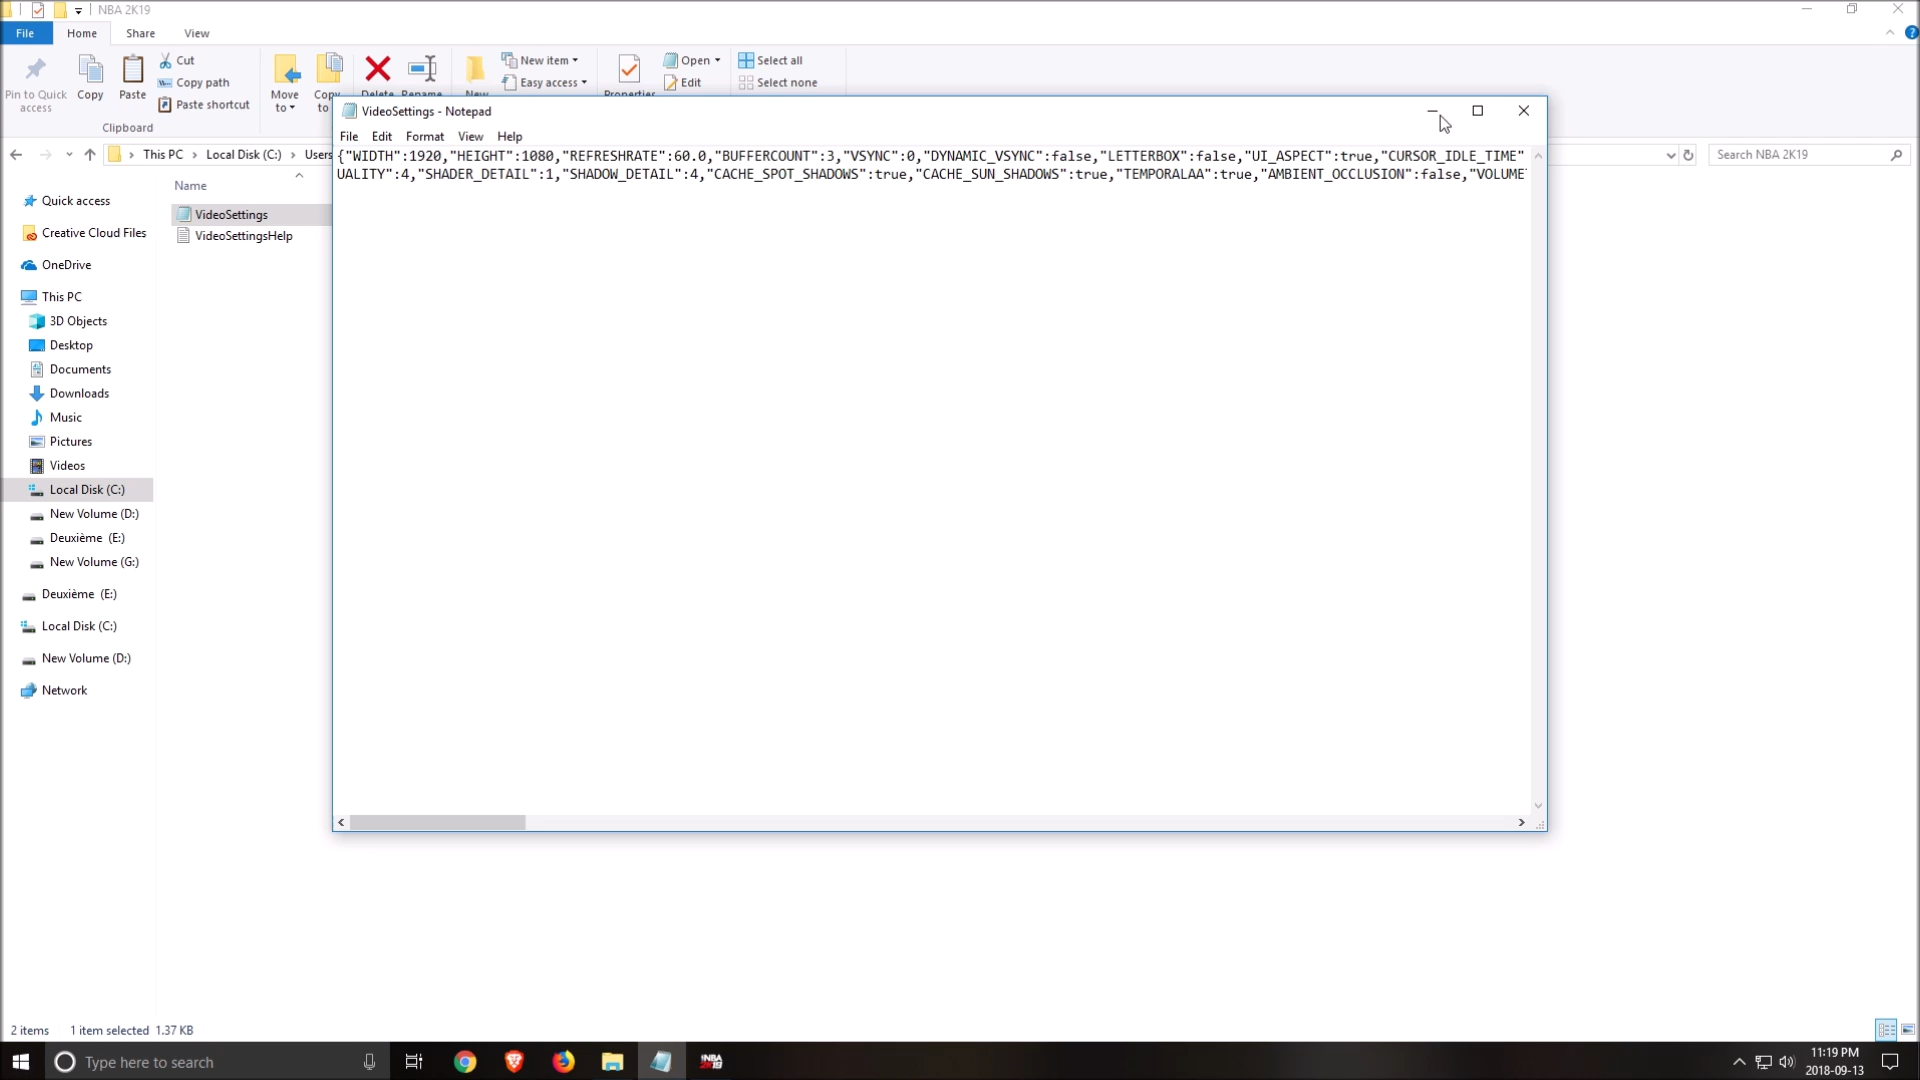 NBA 2K19
File Home Share View
Pin to Quick access
Copy
Paste
Cut
Copy path
Paste shortcut
Clipboard
Move to
Copy to
Delete
Rename
New item
Easy access
New
Properties
Open
Edit
Select all
Select none
VideoSettings - Notepad
File Edit Format View Help
{"WIDTH":1920,"HEIGHT":1080,"REFRESHRATE":60.0,"BUFFERCOUNT":3,"VSYNC":0,"DYNAMIC_VSYNC":false,"LETTERBOX":false,"UI_ASPECT":true,"CURSOR_IDLE_TIME"
UALITY":4,"SHADER_DETAIL":1,"SHADOW_DETAIL":4,"CACHE_SPOT_SHADOWS":true,"CACHE_SUN_SHADOWS":true,"TEMPORALAA":true,"AMBIENT_OCCLUSION":false,"VOLUME
This PC > Local Disk (C:) > Users
Search NBA 2K19
Name
VideoSettings
VideoSettingsHelp
Quick access
Creative Cloud Files
OneDrive
This PC
3D Objects
Desktop
Documents
Downloads
Music
Pictures
Videos
Local Disk (C:)
New Volume (D:)
Deuxième (E:)
New Volume (G:)
Deuxième (E:)
Local Disk (C:)
New Volume (D:)
Network
2 items 1 item selected 1.37 KB
Type here to search
NBA 2K19
11:19 PM
2018-09-13